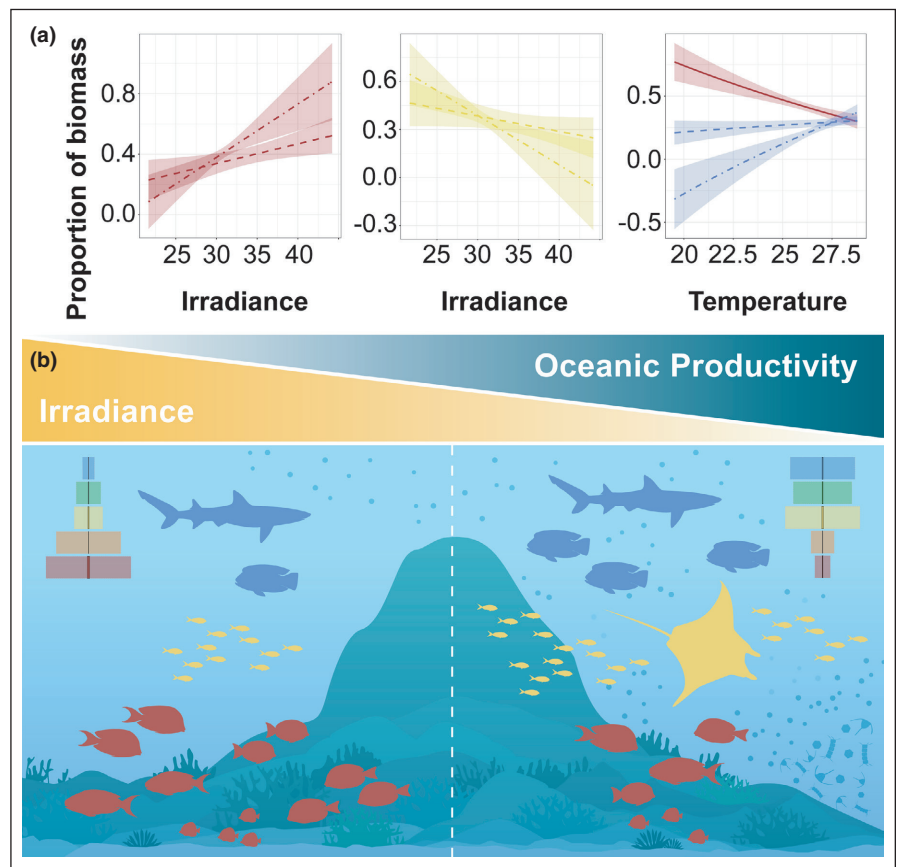 (a)
Proportion of biomass
0.8
0.4
0.0
25 30 35 40
Irradiance
0.6
0.3
0.0
-0.3
25 30 35 40
Irradiance
0.5
0.0
-0.5
20 22.5 25 27.5
Temperature
(b)
Oceanic Productivity
Irradiance